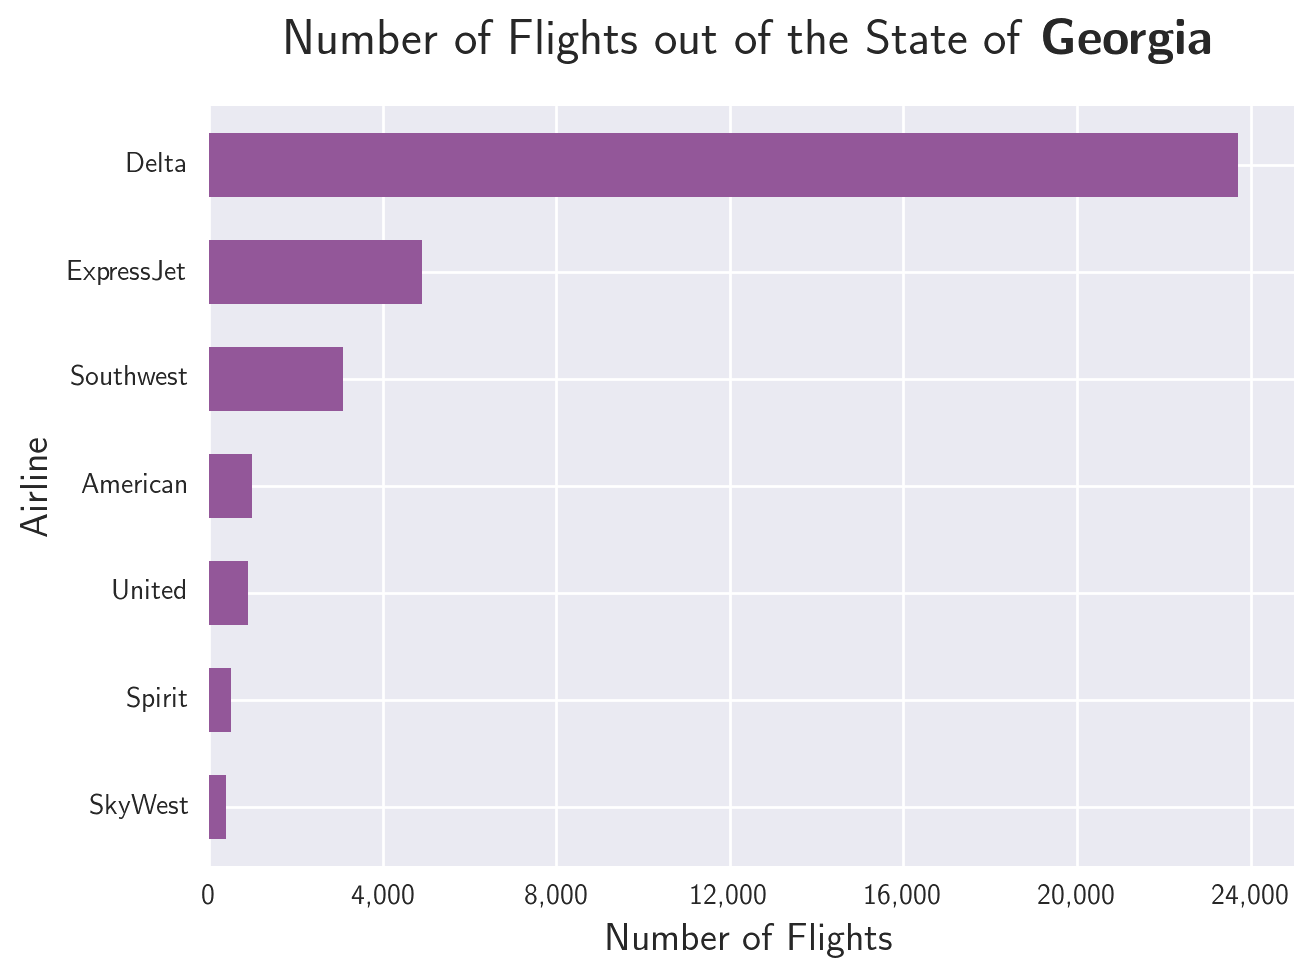 Number of Flights out of the State of Georgia
Delta
ExpressJet
Southwest
American
United
Spirit
SkyWest
Airline
0 4,000 8,000 12,000 16,000 20,000 24,000
Number of Flights